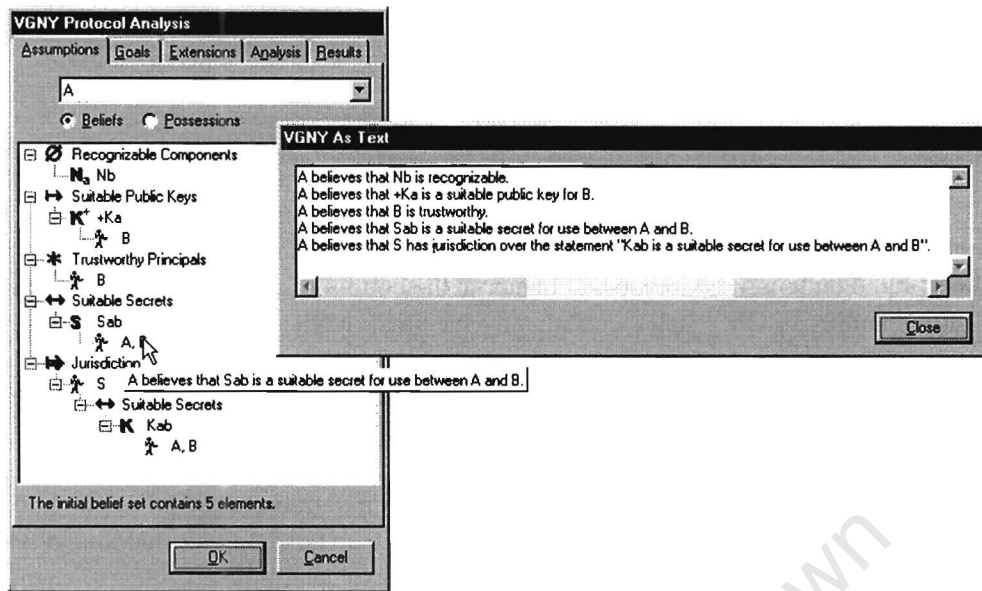 VGNY Protocol Analysis
Assumptions Goals Extensions Analysis Results
A
Beliefs Possessions
Recognizable Components
Na Nb
Suitable Public Keys
K+ +Ka
B
Trustworthy Principals
B
Suitable Secrets
S Sab
A,
Jurisdiction
S
Suitable Secrets
K Kab
A, B
A believes that Sab is a suitable secret for use between A and B.
The initial belief set contains 5 elements.
OK Cancel
VGNY As Text
A believes that Nb is recognizable.
A believes that +Ka is a suitable public key for B.
A believes that B is trustworthy.
A believes that Sab is a suitable secret for use between A and B.
A believes that S has jurisdiction over the statement "Kab is a suitable secret for use between A and B".
Close